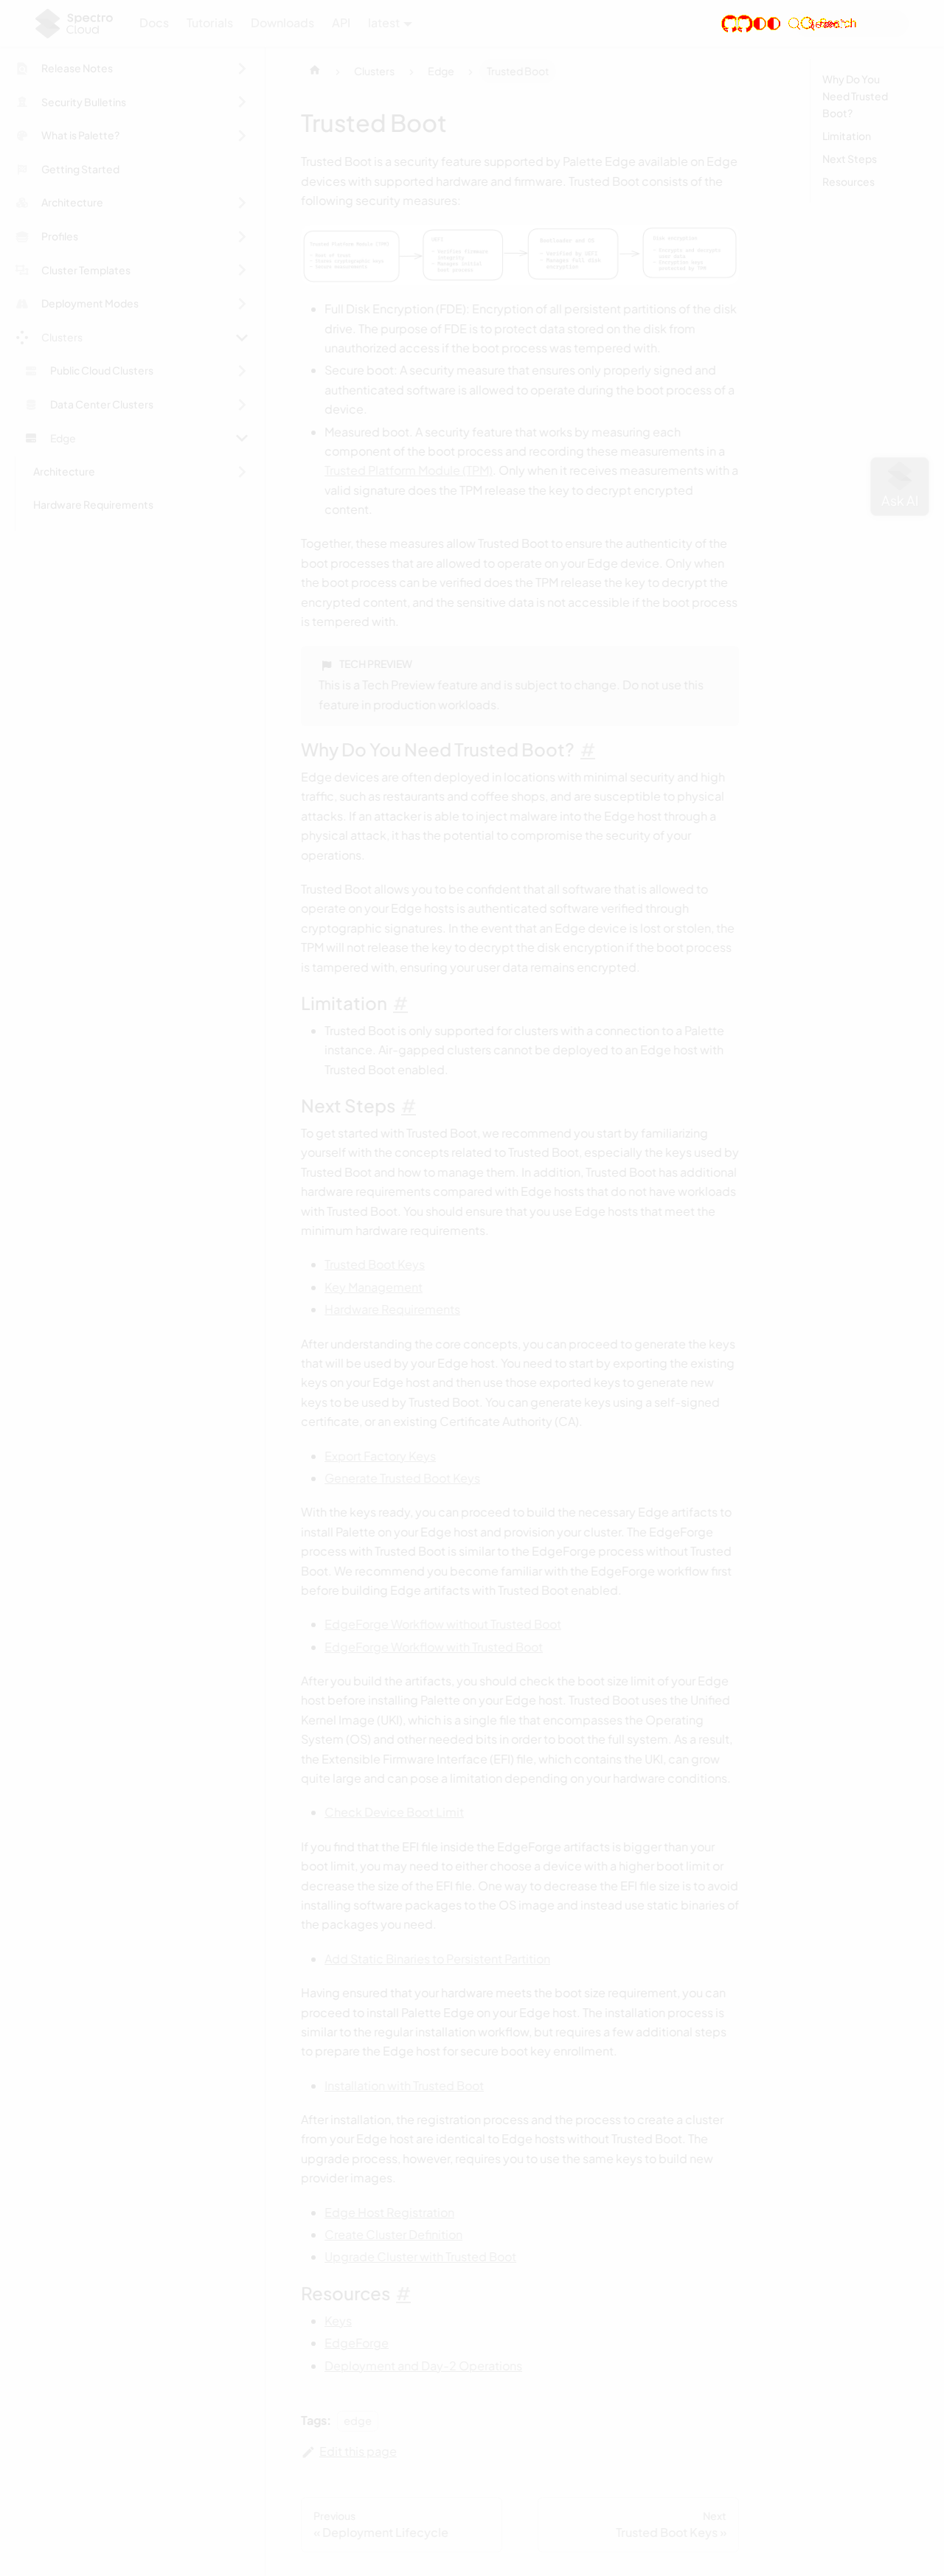 Spectro
Cloud
Docs
Tutorials
Downloads
API
latest
Release Notes
Security Bulletins
What is Palette?
Getting Started
Architecture
Profiles
Cluster Templates
Deployment Modes
Clusters
Public Cloud Clusters
Data Center Clusters
Edge
Architecture
Hardware Requirements
Clusters
Edge
Trusted Boot
Trusted Boot
Trusted Boot is a security feature supported by Palette Edge available on Edge
devices with supported hardware and firmware. Trusted Boot consists of the
following security measures:
Full Disk Encryption (FDE): Encryption of all persistent partitions of the disk
drive. The purpose of FDE is to protect data stored on the disk from
unauthorized access if the boot process was tempered with.
Secure boot: A security measure that ensures only properly signed and
authenticated software is allowed to operate during the boot process of a
device.
Measured boot. A security feature that works by measuring each
component of the boot process and recording these measurements in a
Trusted Platform Module (TPM). Only when it receives measurements with a
valid signature does the TPM release the key to decrypt encrypted
content.
Together, these measures allow Trusted Boot to ensure the authenticity of the
boot processes that are allowed to operate on your Edge device. Only when
the boot process can be verified does the TPM release the key to decrypt the
encrypted content, and the sensitive data is not accessible if the boot process
is tempered with.
TECH PREVIEW
This is a Tech Preview feature and is subject to change. Do not use this
feature in production workloads.
Why Do You Need Trusted Boot? #
Edge devices are often deployed in locations with minimal security and high
traffic, such as restaurants and coffee shops, and are susceptible to physical
attacks. If an attacker is able to inject malware into the Edge host through a
physical attack, it has the potential to compromise the security of your
operations.
Trusted Boot allows you to be confident that all software that is allowed to
operate on your Edge hosts is authenticated software verified through
cryptographic signatures. In the event that an Edge device is lost or stolen, the
TPM will not release the key to decrypt the disk encryption if the boot process
is tampered with, ensuring your user data remains encrypted.
Limitation #
Trusted Boot is only supported for clusters with a connection to a Palette
instance. Air-gapped clusters cannot be deployed to an Edge host with
Trusted Boot enabled.
Next Steps #
To get started with Trusted Boot, we recommend you start by familiarizing
yourself with the concepts related to Trusted Boot, especially the keys used by
Trusted Boot and how to manage them. In addition, Trusted Boot has additional
hardware requirements compared with Edge hosts that do not have workloads
with Trusted Boot. You should ensure that you use Edge hosts that meet the
minimum hardware requirements.
Trusted Boot Keys
Key Management
Hardware Requirements
After understanding the core concepts, you can proceed to generate the keys
that will be used by your Edge host. You need to start by exporting the existing
keys on your Edge host and then use those exported keys to generate new
keys to be used by Trusted Boot. You can generate keys using a self-signed
certificate, or an existing Certificate Authority (CA).
Export Factory Keys
Generate Trusted Boot Keys
With the keys ready, you can proceed to build the necessary Edge artifacts to
install Palette on your Edge host and provision your cluster. The EdgeForge
process with Trusted Boot is similar to the EdgeForge process without Trusted
Boot. We recommend you become familiar with the EdgeForge workflow first
before building Edge artifacts with Trusted Boot enabled.
EdgeForge Workflow without Trusted Boot
EdgeForge Workflow with Trusted Boot
After you build the artifacts, you should check the boot size limit of your Edge
host before installing Palette on your Edge host. Trusted Boot uses the Unified
Kernel Image (UKI), which is a single file that encompasses the Operating
System (OS) and other needed bits in order to boot the full system. As a result,
the Extensible Firmware Interface (EFI) file, which contains the UKI, can grow
quite large and can pose a limitation depending on your hardware conditions.
Check Device Boot Limit
If you find that the EFI file inside the EdgeForge artifacts is bigger than your
boot limit, you may need to either choose a device with a higher boot limit or
decrease the size of the EFI file. One way to decrease the EFI file size is to avoid
installing software packages to the OS image and instead use static binaries of
the packages you need.
Add Static Binaries to Persistent Partition
Having ensured that your hardware meets the boot size requirement, you can
proceed to install Palette Edge on your Edge host. The installation process is
similar to the regular installation workflow, but requires a few additional steps
to prepare the Edge host for secure boot key enrollment.
Installation with Trusted Boot
After installation, the registration process and the process to create a cluster
from your Edge host are identical to Edge hosts without Trusted Boot. The
upgrade process, however, requires you to use the same keys to build new
provider images.
Edge Host Registration
Create Cluster Definition
Upgrade Cluster with Trusted Boot
Resources #
Keys
EdgeForge
Deployment and Day-2 Operations
Tags:
edge
Edit this page
Previous
« Deployment Lifecycle
Next
Trusted Boot Keys »
Why Do You
Need Trusted
Boot?
Limitation
Next Steps
Resources
Ask AI